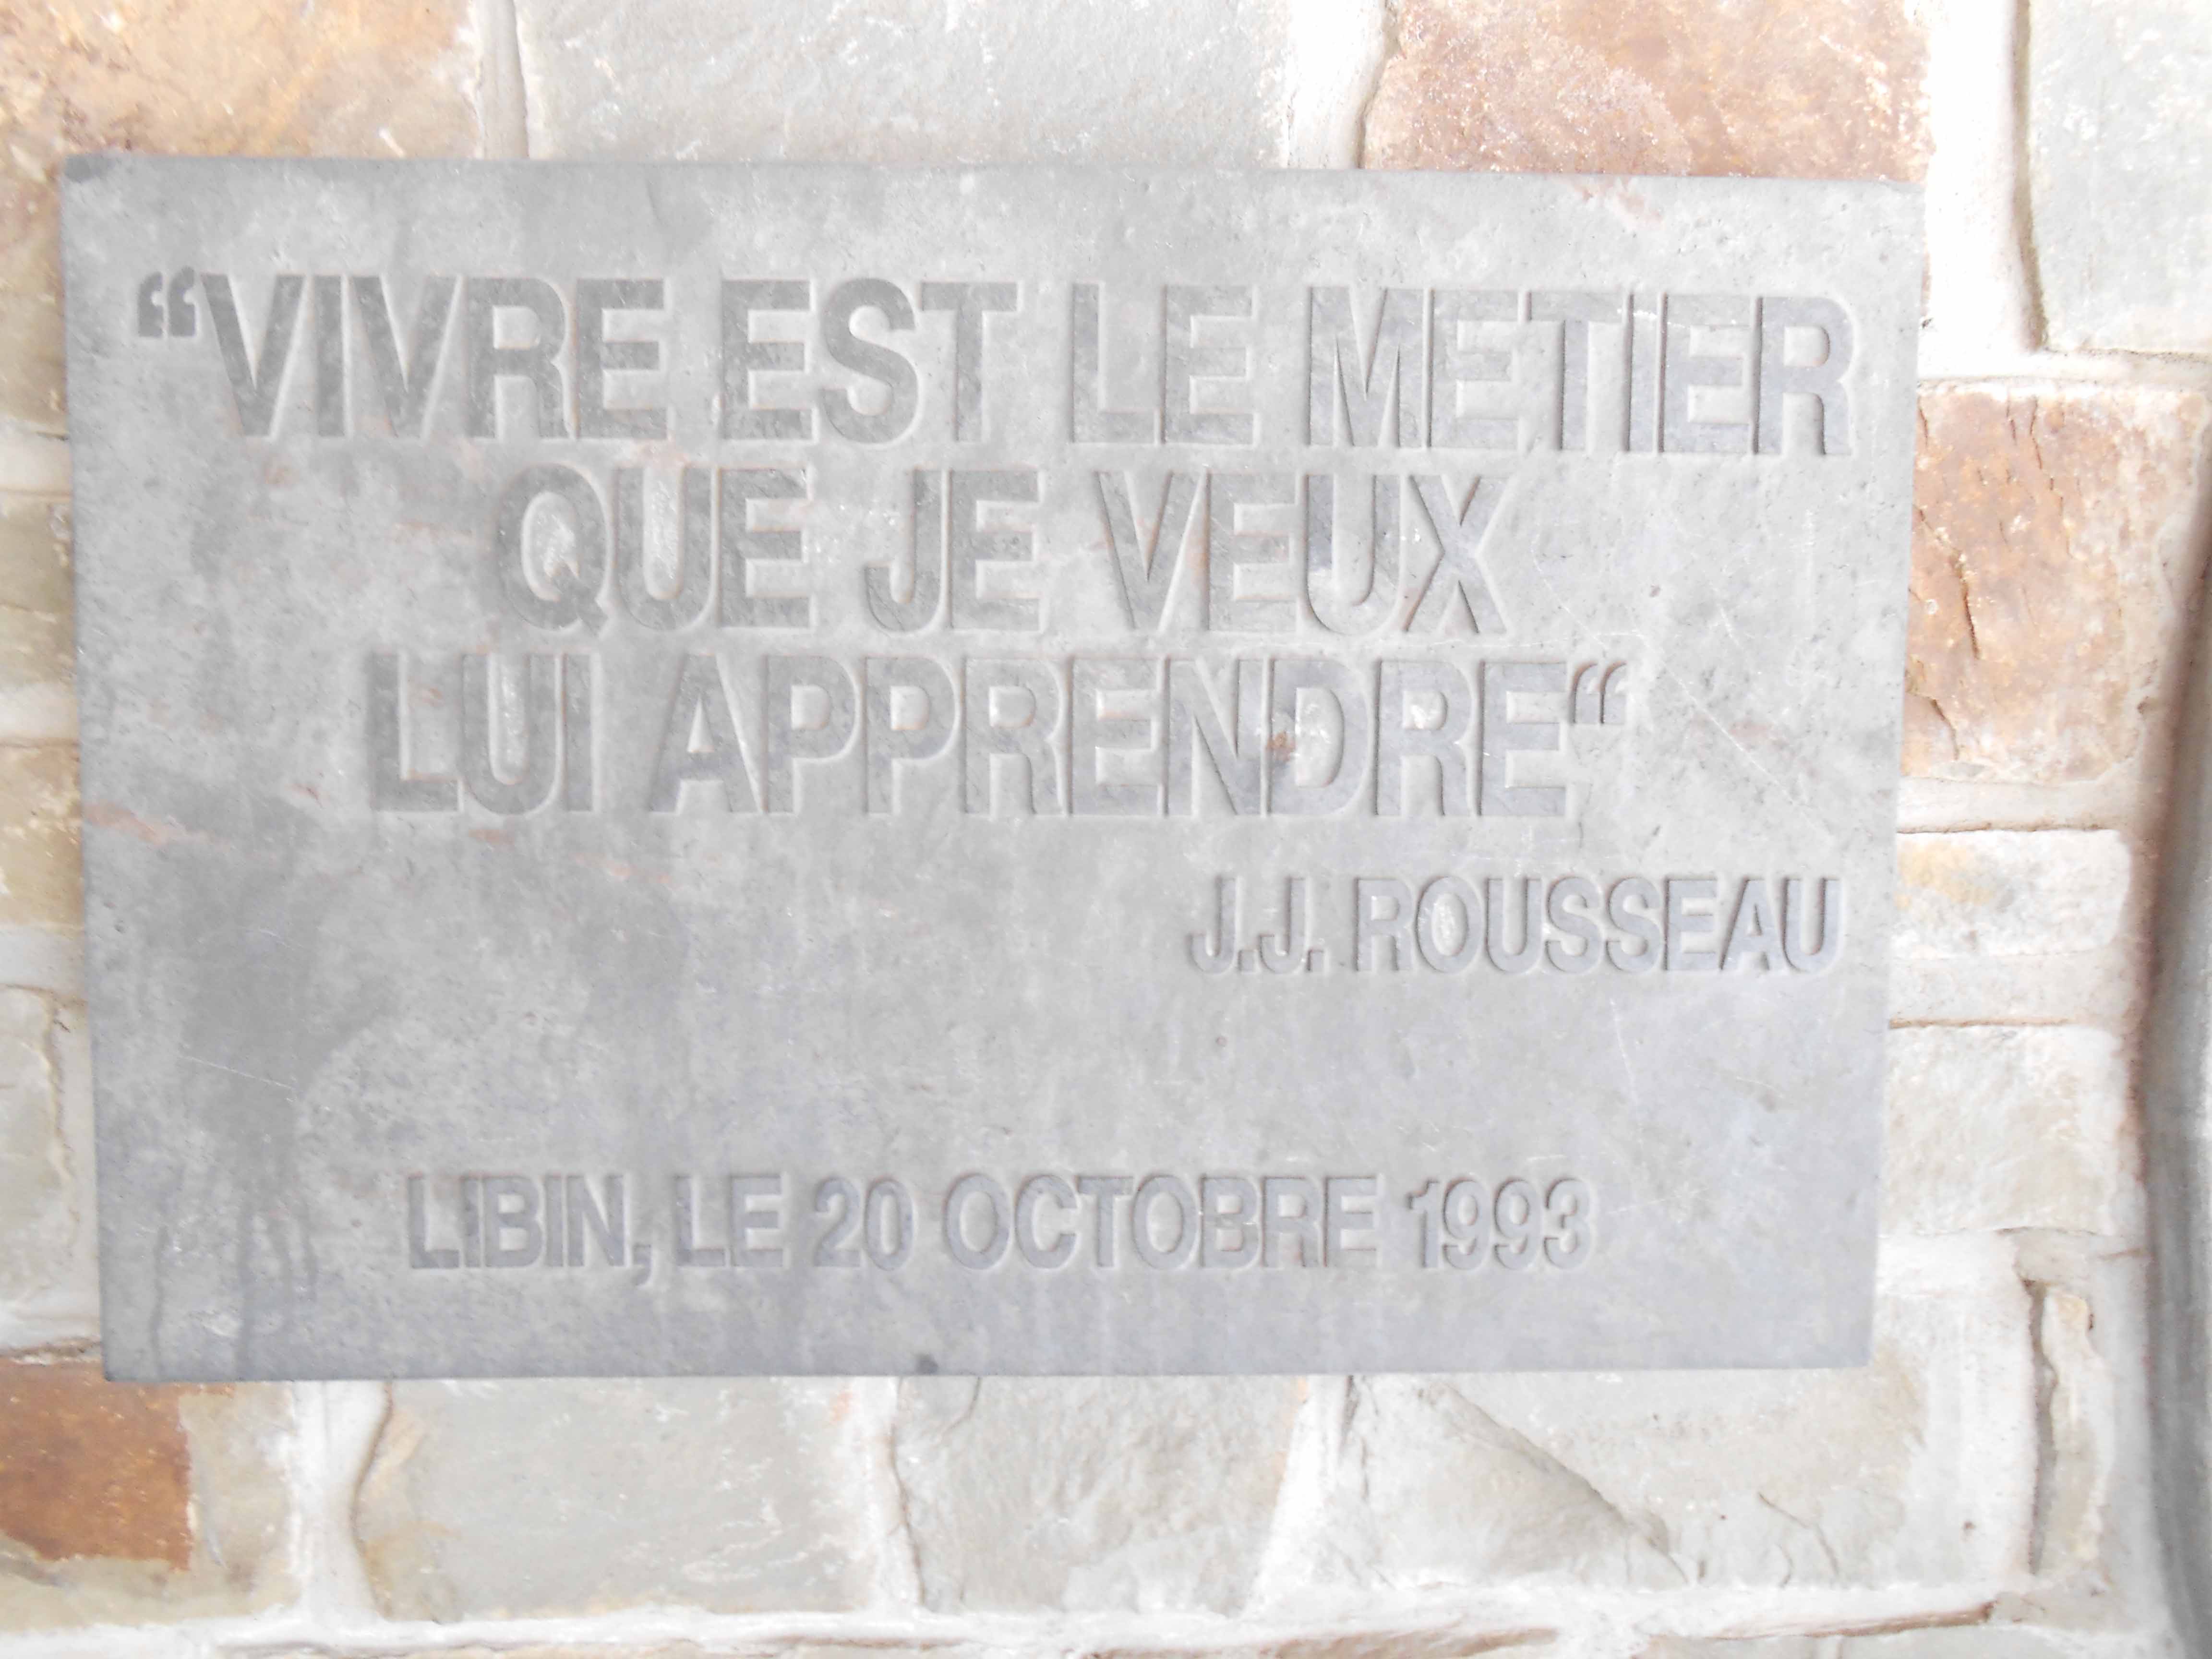 “VIVRE EST LE METIER
QUE JE VEUX
LUI APPRENDRE“
J.J. ROUSSEAU
LIBIN, LE 20 OCTOBRE 1993